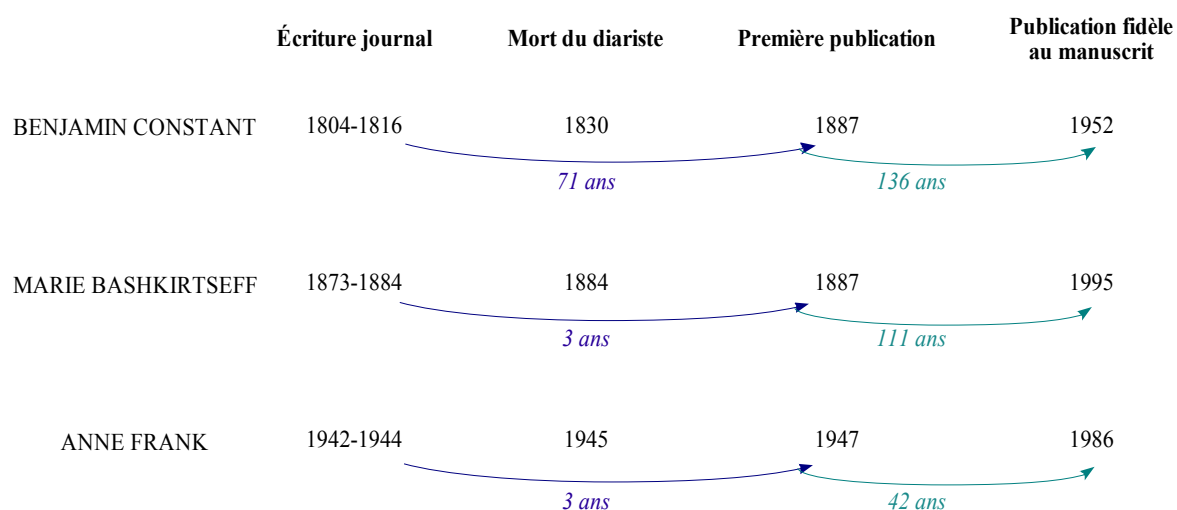 Écriture journal Mort du diariste Première publication Publication fidèle
au manuscrit
BENJAMIN CONSTANT 1804-1816 1830 1887 1952
71 ans 136 ans
MARIE BASHKIRTSEFF 1873-1884 1884 1887 1995
3 ans 111 ans
ANNE FRANK 1942-1944 1945 1947 1986
3 ans 42 ans